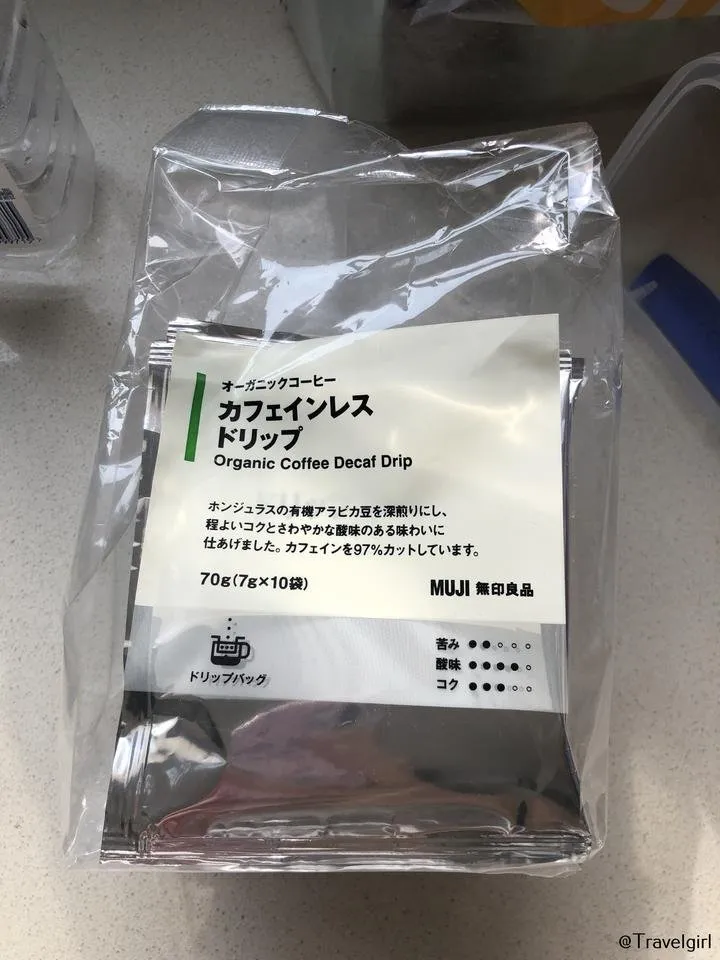 オーガニックコーヒー
カフェインレス
ドリップ
Organic Coffee Decaf Drip
ホンジュラスの有機アラビカ豆を深煎りにし、
程よいコクとさわやかな酸味のある味わいに
仕あげました。カフェインを97%カットしています。
70g(7g×10袋)
MUJI 無印良品
苦み ●●○○○
酸味 ●●●●○
コク ●●●○○
ドリップバッグ
@Travelgirl